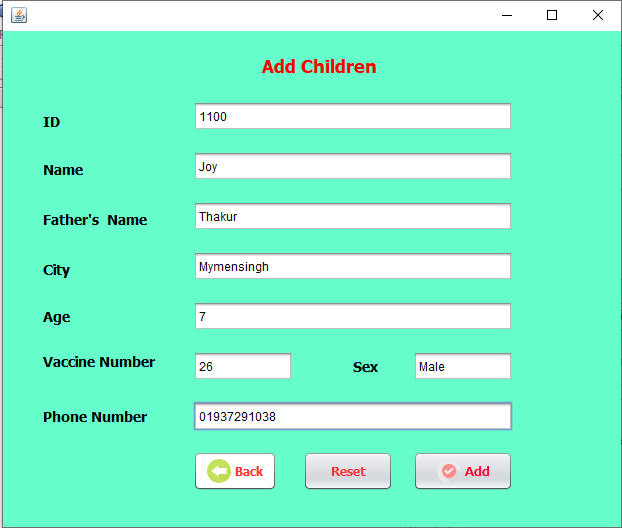 Add Children
ID 1100
Name Joy
Father's  Name Thakur
City Mymensingh
Age 7
Vaccine Number 26 Sex Male
Phone Number 01937291038
Back Reset Add